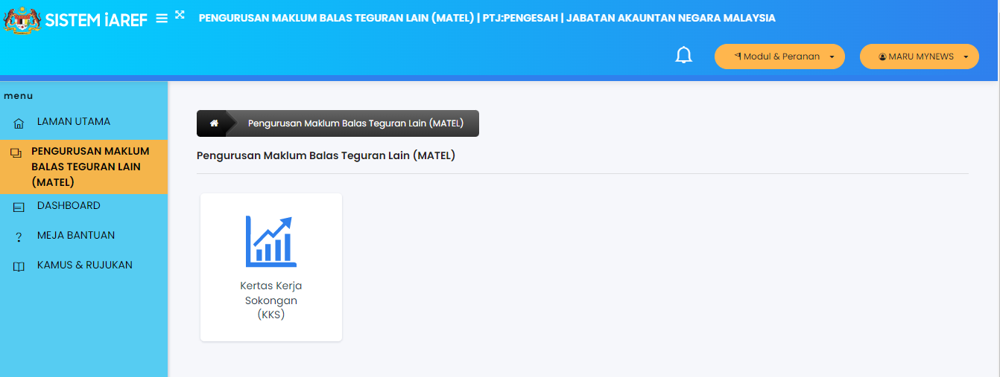 SISTEM iAREF
PENGURUSAN MAKLUM BALAS TEGURAN LAIN (MATEL) | PTJ:PENGESAH | JABATAN AKAUNTAN NEGARA MALAYSIA
Modul & Peranan
MARU MYNEWS
menu
LAMAN UTAMA
PENGURUSAN MAKLUM
BALAS TEGURAN LAIN
(MATEL)
DASHBOARD
MEJA BANTUAN
KAMUS & RUJUKAN
Pengurusan Maklum Balas Teguran Lain (MATEL)
Pengurusan Maklum Balas Teguran Lain (MATEL)
Kertas Kerja
Sokongan
(KKS)